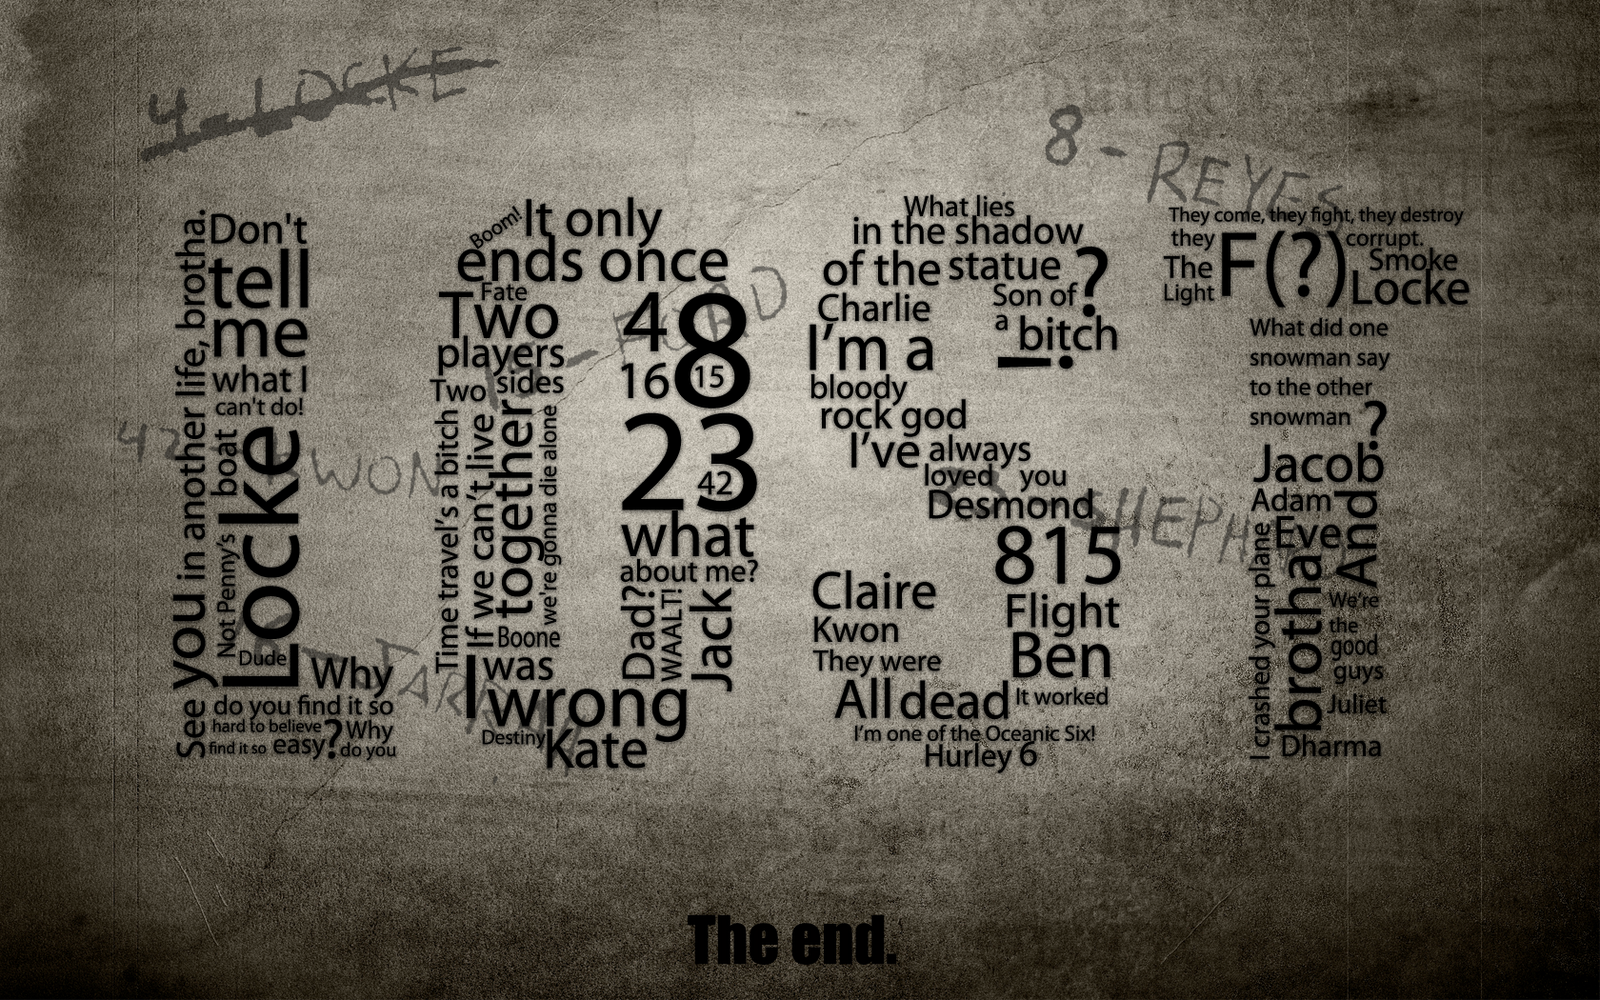 4 - LOCKE
8 - REYES
See you in another life, brotha.
Don't
tell
me
what I
can't do!
Not Penny's boat
Locke
Dude
Why
do you find it so
hard to believe
?
Why
do you
find it so easy
Boom!
It only
ends once
Fate
Two
players
Two sides
Time travel's a bitch
If we can't live
together
we're gonna die alone
Boone
I was
wrong
Destiny
Kate
4 8
16 15
23
42
what
about me?
Dad?
WAALT!
Jack
What lies
in the shadow
of the statue ?
Charlie
Son of
a bitch
I'm a
bloody
rock god
I've always
loved you
Desmond
815
Flight
Claire
Kwon
Ben
They were
All dead
It worked
I'm one of the Oceanic Six!
Hurley 6
They come, they fight, they destroy
they corrupt.
F(?)
The
Light
Smoke
Locke
What did one
snowman say
to the other
snowman ?
Jacob
Adam
And
Eve
I crashed your plane
brotha
We're
the
good
guys
Juliet
Dharma
- FORD
42 - KWON
SHEPH
The end.